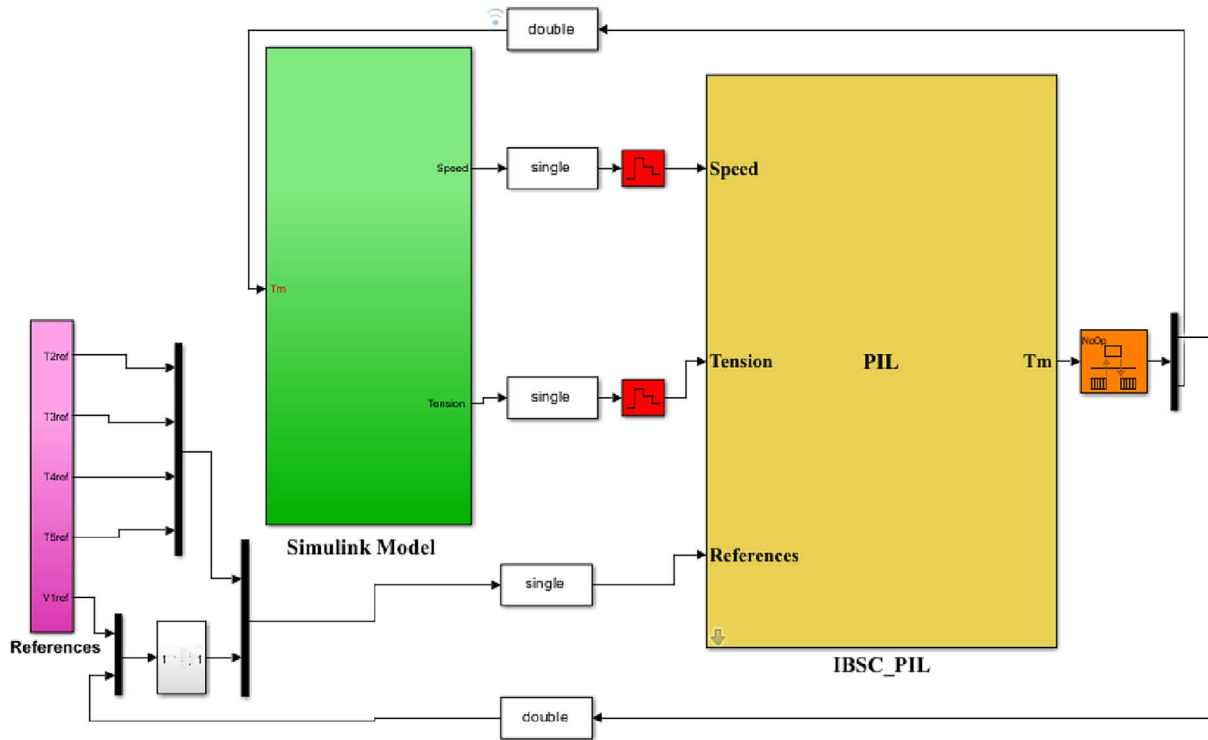 double
Speed
single
Speed
Tm
T2ref
T3ref
T4ref
T5ref
V1ref
References
Tension
single
Tension
PIL
Tm
NoOp
Simulink Model
References
single
IBSC_PIL
double